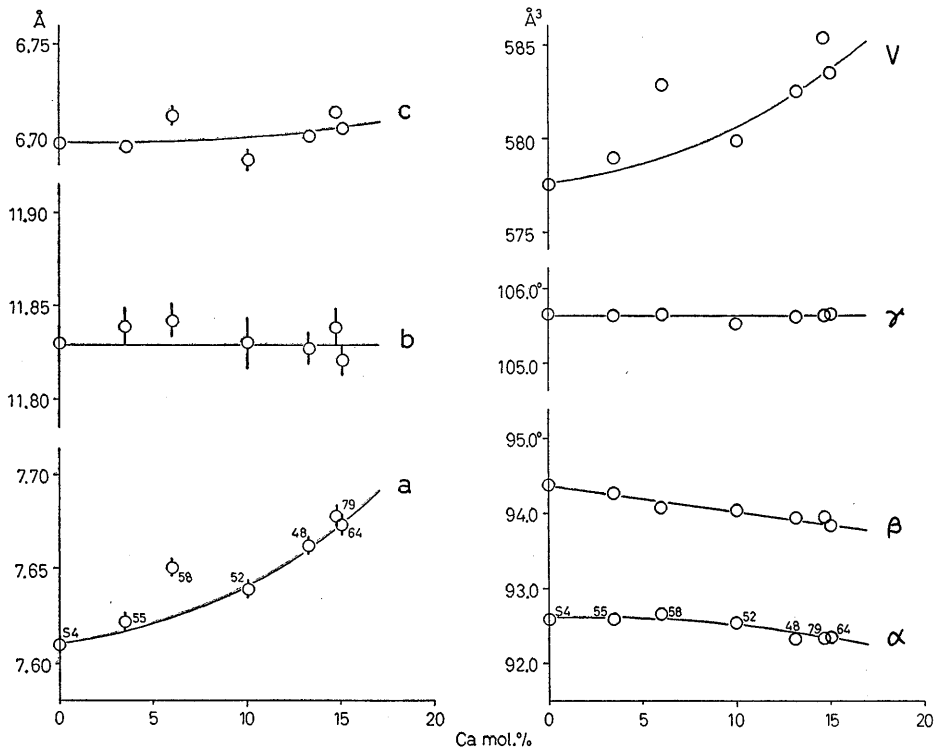 Å
6.75
6.70
c
11.90
11.85
11.80
b
7.70
7.65
7.60
a
S4
55
58
52
48
79
64
0 5 10 15 20
Å³
585
580
575
V
106.0°
105.0
γ
95.0°
94.0
β
93.0
92.0
α
S4 55 58 52 48 79 64
0 5 10 15 20
Ca mol.%